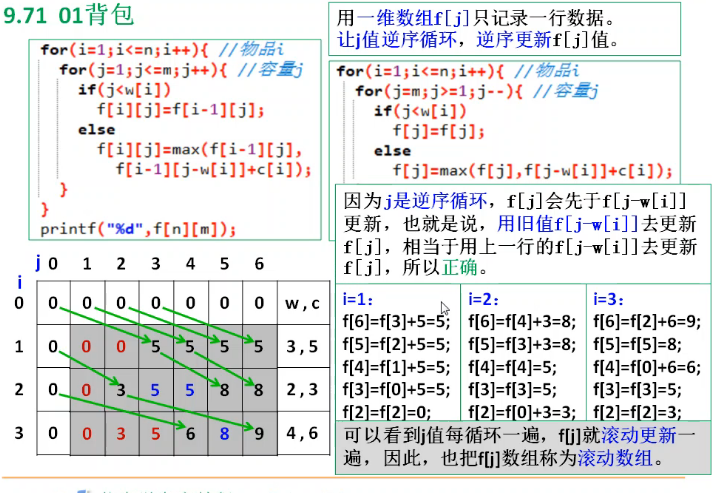 9.71 01背包
for(i=1;i<=n;i++){ //物品i
for(j=1;j<=m;j++){ //容量j
if(j<w[i])
f[i][j]=f[i-1][j];
else
f[i][j]=max(f[i-1][j],
f[i-1][j-w[i]]+c[i]);
}
}
printf("%d",f[n][m]);
用一维数组f[j]只记录一行数据。
让j值逆序循环，逆序更新f[j]值。
for(i=1;i<=n;i++){ //物品i
for(j=m;j>=1;j--){ //容量j
if(j<w[i])
f[j]=f[j];
else
f[j]=max(f[j],f[j-w[i]]+c[i]);
因为j是逆序循环，f[j]会先于f[j-w[i]]
更新，也就是说，用旧值f[j-w[i]]去更新
f[j]，相当于用上一行的f[j-w[i]]去更新
f[j]，所以正确。
j 0 1 2 3 4 5 6
i
0 0 0 0 0 0 0 0 w,c
1 0 0 0 5 5 5 5 3,5
2 0 0 3 5 5 8 8 2,3
3 0 0 3 5 6 8 9 4,6
i=1:
f[6]=f[3]+5=5;
f[5]=f[2]+5=5;
f[4]=f[1]+5=5;
f[3]=f[0]+5=5;
f[2]=f[2]=0;
i=2:
f[6]=f[4]+3=8;
f[5]=f[3]+3=8;
f[4]=f[4]=5;
f[3]=f[3]=5;
f[2]=f[0]+3=3;
i=3:
f[6]=f[2]+6=9;
f[5]=f[5]=8;
f[4]=f[0]+6=6;
f[3]=f[3]=5;
f[2]=f[2]=3;
可以看到j值每循环一遍，f[j]就滚动更新一
遍，因此，也把f[j]数组称为滚动数组。